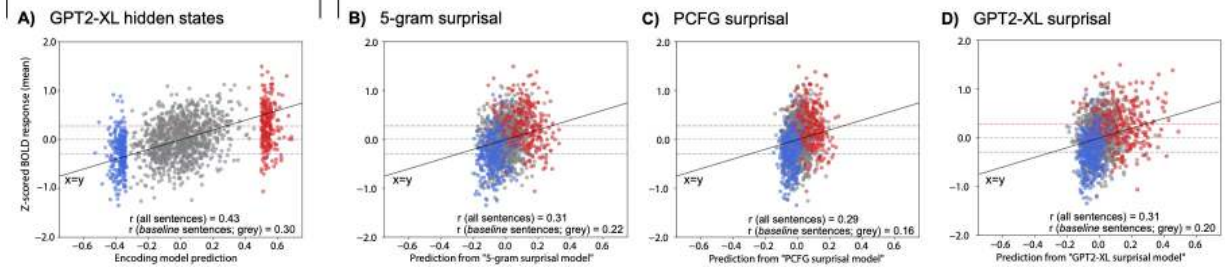 A) GPT2-XL hidden states
Z-scored BOLD response (mean)
2.0
1.0
0.0
−1.0
−2.0
x=y
r (all sentences) = 0.43
r (baseline sentences; grey) = 0.30
−0.6 −0.4 −0.2 0.0 0.2 0.4 0.6
Encoding model prediction
B) 5-gram surprisal
2.0
1.0
0.0
−1.0
−2.0
x=y
r (all sentences) = 0.31
r (baseline sentences; grey) = 0.22
−0.6 −0.4 −0.2 0.0 0.2 0.4 0.6
Prediction from "5-gram surprisal model"
C) PCFG surprisal
2.0
1.0
0.0
−1.0
−2.0
x=y
r (all sentences) = 0.29
r (baseline sentences; grey) = 0.16
−0.6 −0.4 −0.2 0.0 0.2 0.4 0.6
Prediction from "PCFG surprisal model"
D) GPT2-XL surprisal
2.0
1.0
0.0
−1.0
−2.0
x=y
r (all sentences) = 0.31
r (baseline sentences; grey) = 0.20
−0.6 −0.4 −0.2 0.0 0.2 0.4 0.6
Prediction from "GPT2-XL surprisal model"